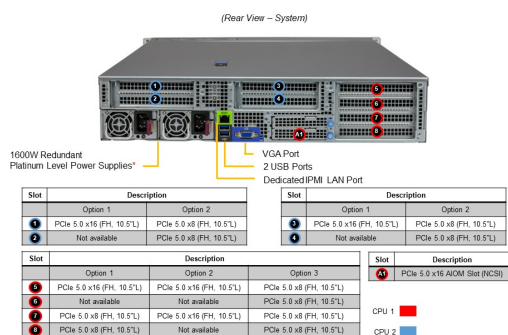 (Rear View – System)
1
2
3
4
5
6
7
8
A1
1600W Redundant
Platinum Level Power Supplies*
VGA Port
2 USB Ports
Dedicated IPMI LAN Port
Slot Description
Option 1 Option 2
1 PCIe 5.0 x16 (FH, 10.5"L) PCIe 5.0 x8 (FH, 10.5"L)
2 Not available PCIe 5.0 x8 (FH, 10.5"L)
Slot Description
Option 1 Option 2
3 PCIe 5.0 x16 (FH, 10.5"L) PCIe 5.0 x8 (FH, 10.5"L)
4 Not available PCIe 5.0 x8 (FH, 10.5"L)
Slot Description
Option 1 Option 2 Option 3
5 PCIe 5.0 x16 (FH, 10.5"L) PCIe 5.0 x16 (FH, 10.5"L) PCIe 5.0 x8 (FH, 10.5"L)
6 Not available Not available PCIe 5.0 x8 (FH, 10.5"L)
7 PCIe 5.0 x8 (FH, 10.5"L) PCIe 5.0 x16 (FH, 10.5"L) PCIe 5.0 x8 (FH, 10.5"L)
8 PCIe 5.0 x8 (FH, 10.5"L) Not available PCIe 5.0 x8 (FH, 10.5"L)
Slot Description
A1 PCIe 5.0 x16 AIOM Slot (NCSI)
CPU 1
CPU 2